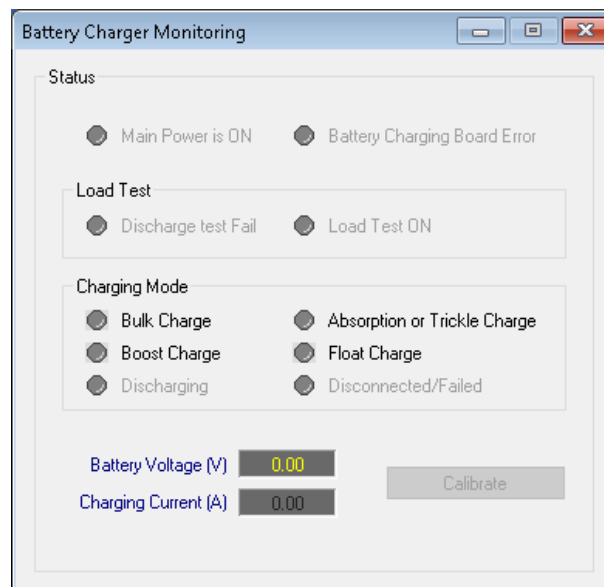 Battery Charger Monitoring
Status
Main Power is ON
Battery Charging Board Error
Load Test
Discharge test Fail
Load Test ON
Charging Mode
Bulk Charge
Absorption or Trickle Charge
Boost Charge
Float Charge
Discharging
Disconnected/Failed
Battery Voltage (V)
0.00
Calibrate
Charging Current (A)
0.00